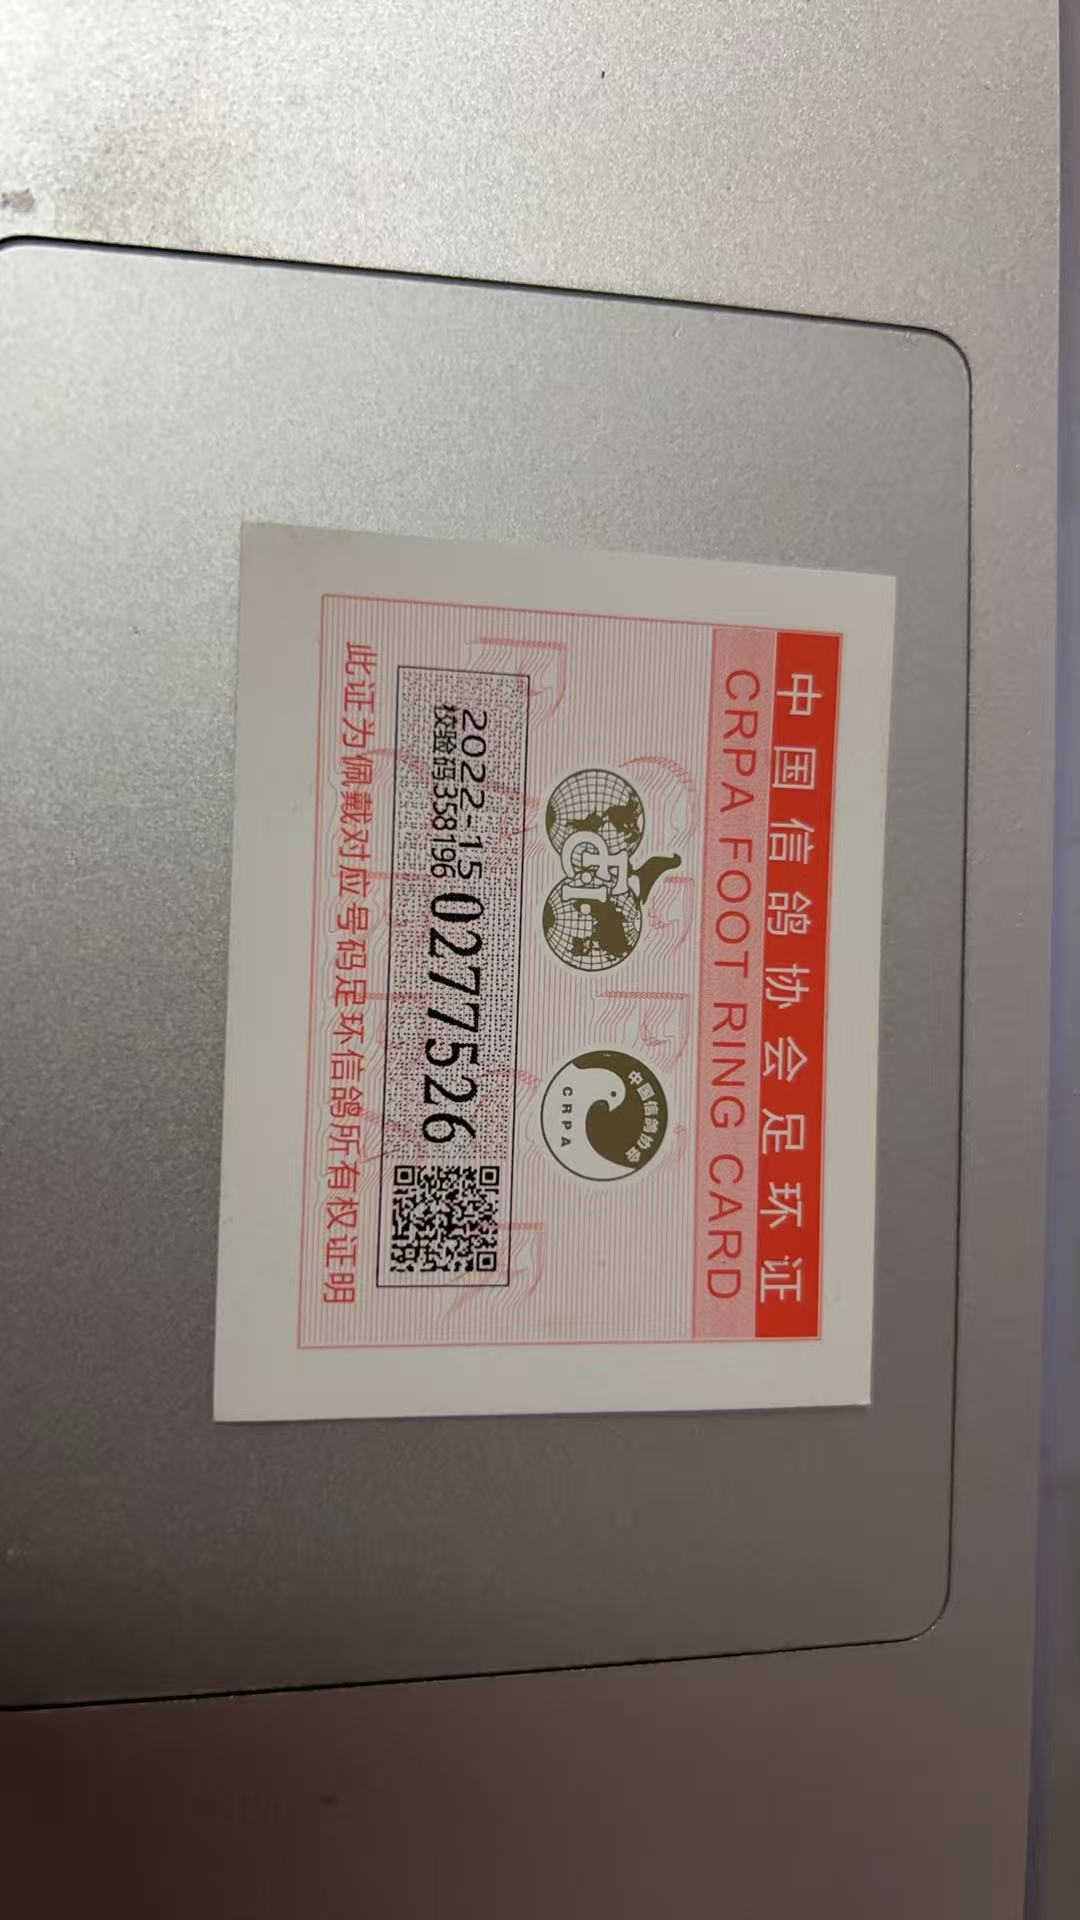 中国信鸽协会足环证
CRPA FOOT RING CARD
FCI
中国信鸽协会
CRPA
2022-15 0277526
校验码358196
此证为佩戴对应号码足环信鸽所有权证明